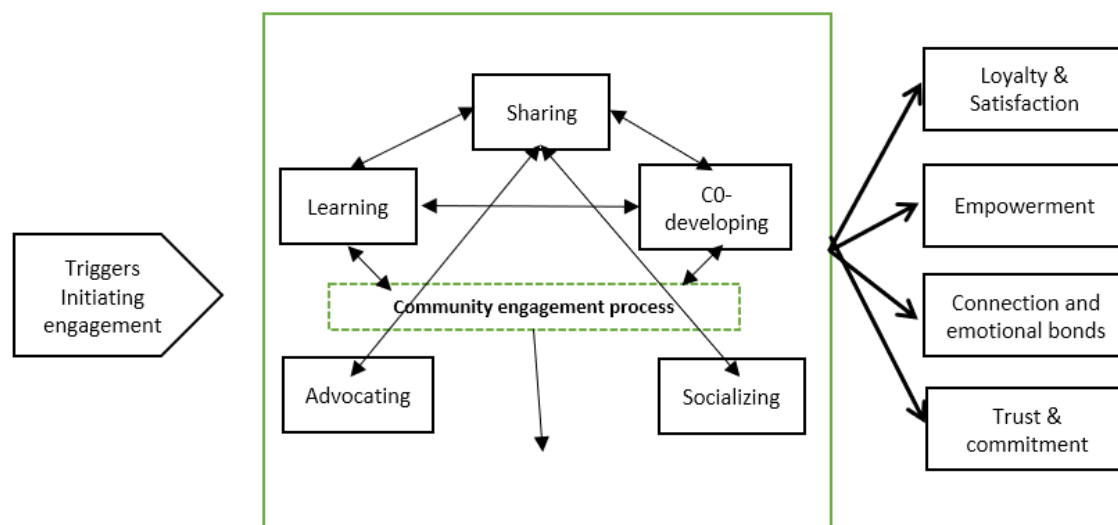 Sharing
Learning
C0-
developing
Triggers
Initiating
engagement
Community engagement process
Advocating
Socializing
Loyalty &
Satisfaction
Empowerment
Connection and
emotional bonds
Trust &
commitment